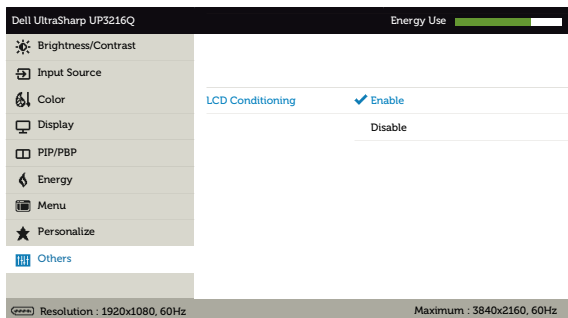 Dell UltraSharp UP3216Q Energy Use
Brightness/Contrast
Input Source
Color
LCD Conditioning Enable
Display Disable
PIP/PBP
Energy
Menu
Personalize
Others
Resolution : 1920x1080, 60Hz Maximum : 3840x2160, 60Hz